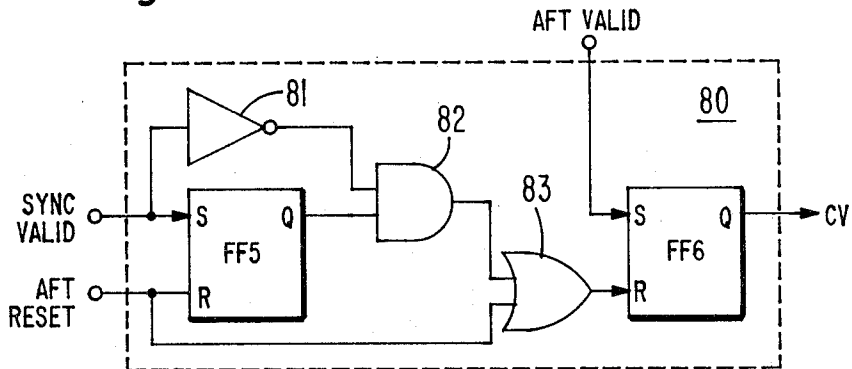 AFT VALID
81
82
80
83
SYNC
VALID
S
Q
FF5
R
AFT
RESET
S
Q
FF6
R
CV